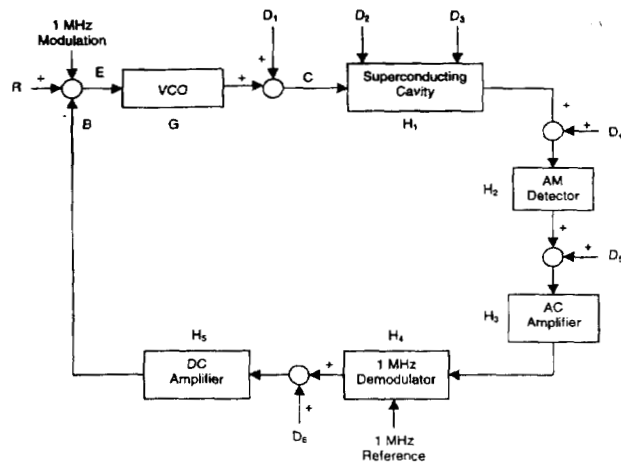 1 MHz
Modulation
D1
D2
D3
R
+
E
VCO
G
+
+
C
Superconducting
Cavity
H1
+
+
D4
B
H2
AM
Detector
+
+
D5
H3
AC
Amplifier
H5
DC
Amplifier
+
+
D6
H4
1 MHz
Demodulator
1 MHz
Reference